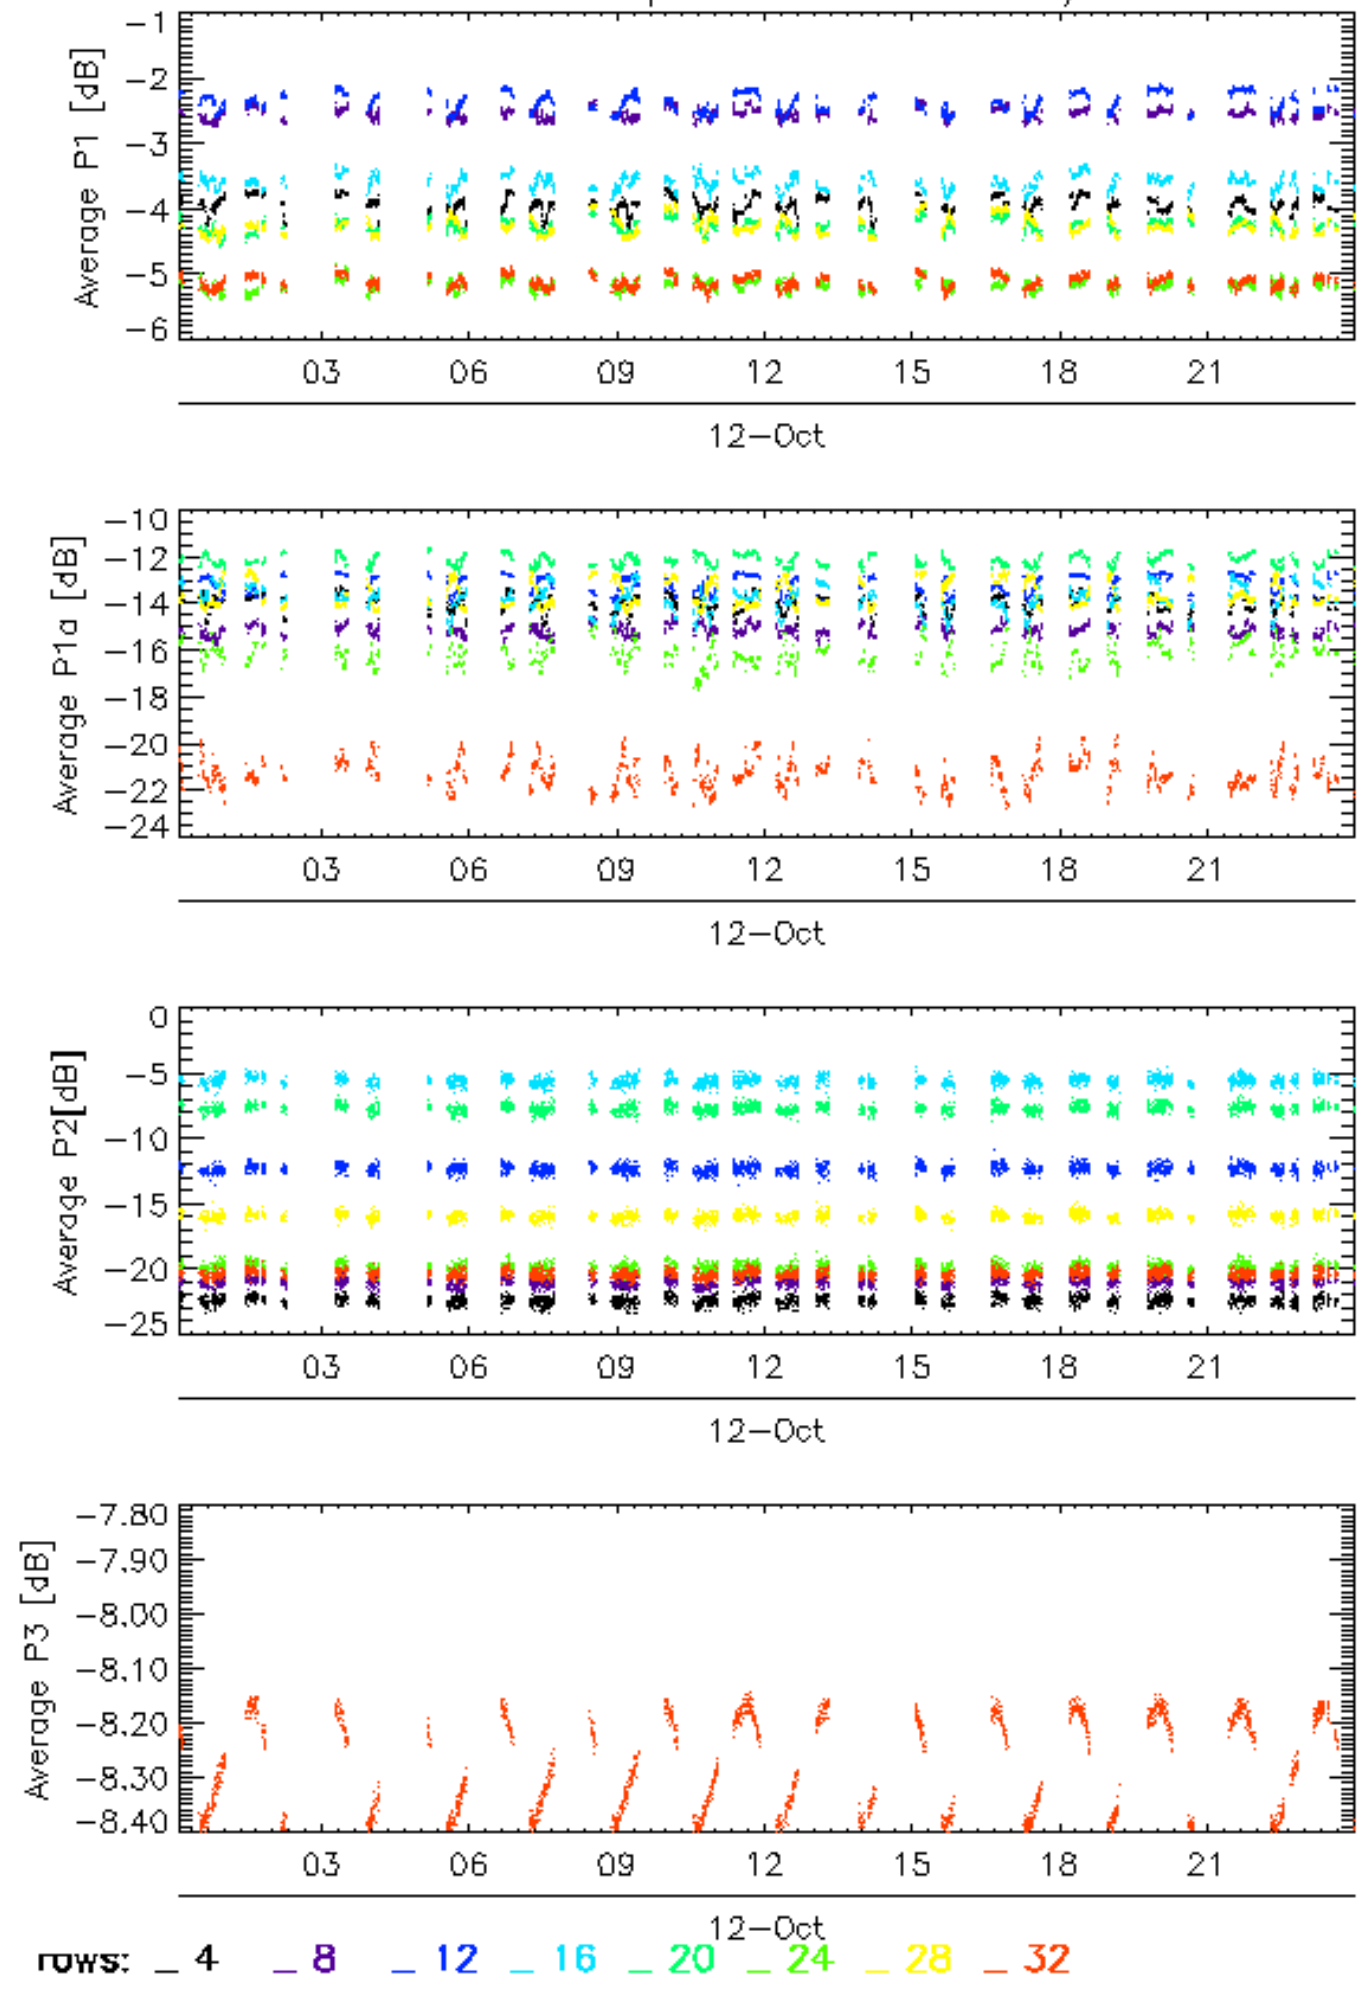 Average P1 [dB]
−1
−2
−3
−4
−5
−6
03 06 09 12 15 18 21
12−Oct
Average P1a [dB]
−10
−12
−14
−16
−18
−20
−22
−24
03 06 09 12 15 18 21
12−Oct
Average P2[dB]
0
−5
−10
−15
−20
−25
03 06 09 12 15 18 21
12−Oct
Average P3 [dB]
−7.80
−7.90
−8.00
−8.10
−8.20
−8.30
−8.40
03 06 09 12 15 18 21
12−Oct
rows: _ 4 _ 8 _ 12 _ 16 _ 20 _ 24 _ 28 _ 32